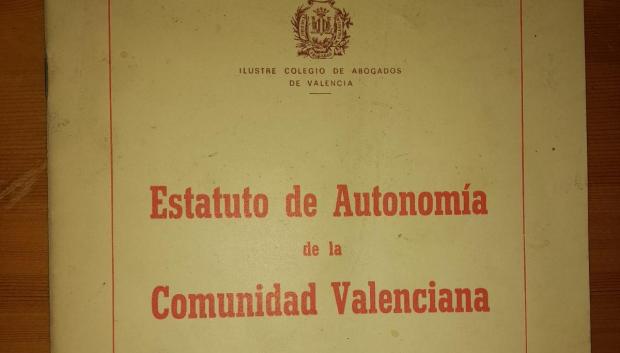 ILUSTRE COLEGIO DE ABOGADOS
DE VALENCIA
Estatuto de Autonomía
de la
Comunidad Valenciana